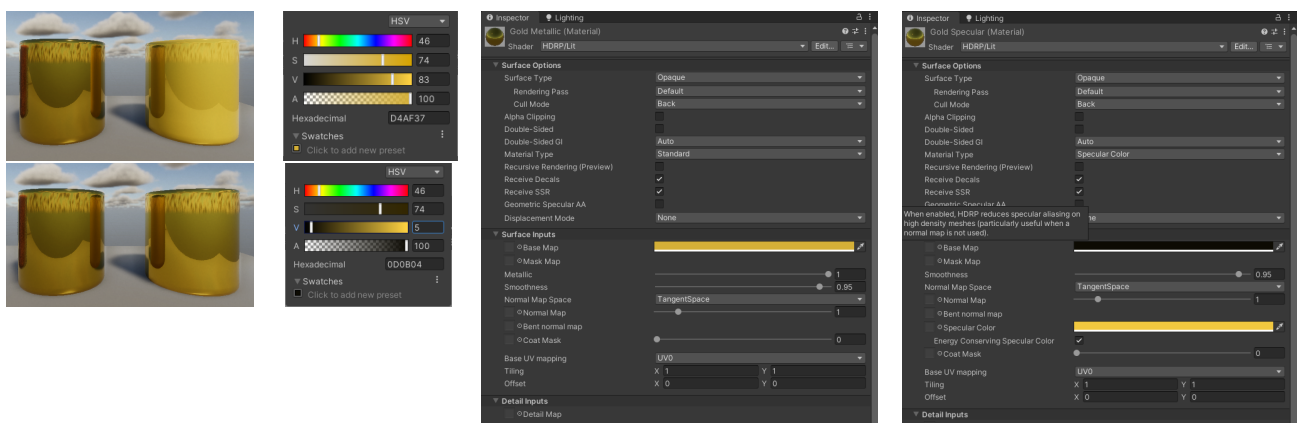 HSV
H 46
S 74
V 83
A 100
Hexadecimal D4AF37
Swatches
Click to add new preset
HSV
H 46
S 74
V 5
A 100
Hexadecimal 0D0B04
Swatches
Click to add new preset
Inspector Lighting
Gold Metallic (Material)
Shader HDRP/Lit Edit...
Surface Options
Surface Type Opaque
Rendering Pass Default
Cull Mode Back
Alpha Clipping
Double-Sided
Double-Sided GI Auto
Material Type Standard
Recursive Rendering (Preview)
Receive Decals
Receive SSR
Geometric Specular AA
Displacement Mode None
Surface Inputs
Base Map
Mask Map
Metallic 1
Smoothness 0.95
Normal Map Space TangentSpace
Normal Map 1
Bent normal map
Coat Mask 0
Base UV mapping UV0
Tiling X 1 Y 1
Offset X 0 Y 0
Detail Inputs
Detail Map
Inspector Lighting
Gold Specular (Material)
Shader HDRP/Lit Edit...
Surface Options
Surface Type Opaque
Rendering Pass Default
Cull Mode Back
Alpha Clipping
Double-Sided
Double-Sided GI Auto
Material Type Specular Color
Recursive Rendering (Preview)
Receive Decals
Receive SSR
Geometric Specular AA
When enabled, HDRP reduces specular aliasing on
high density meshes (particularly useful when a
normal map is not used).
Base Map
Mask Map
Smoothness 0.95
Normal Map Space TangentSpace
Normal Map 1
Bent normal map
Specular Color
Energy Conserving Specular Color
Coat Mask 0
Base UV mapping UV0
Tiling X 1 Y 1
Offset X 0 Y 0
Detail Inputs